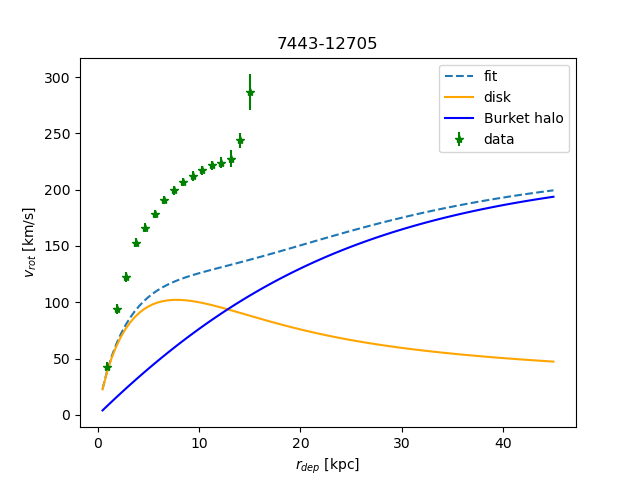 7443-12705
300
250
200
150
100
50
0
v_rot [km/s]
fit
disk
Burket halo
data
0 10 20 30 40
r_dep [kpc]